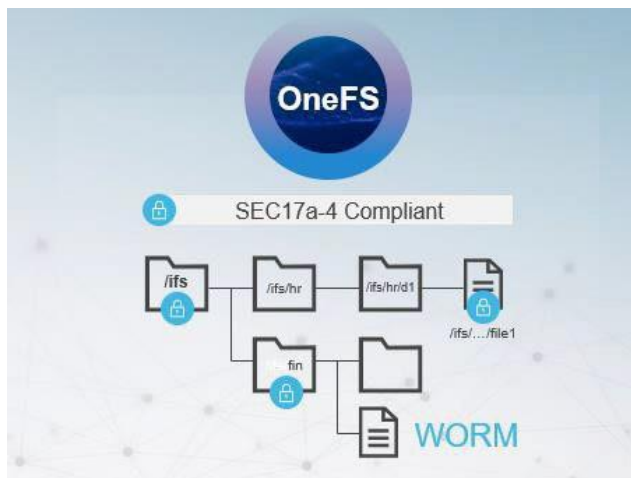 OneFS
SEC17a-4 Compliant
/ifs
/ifs/hr
/ifs/hr/d1
/ifs/…/file1
fin
WORM